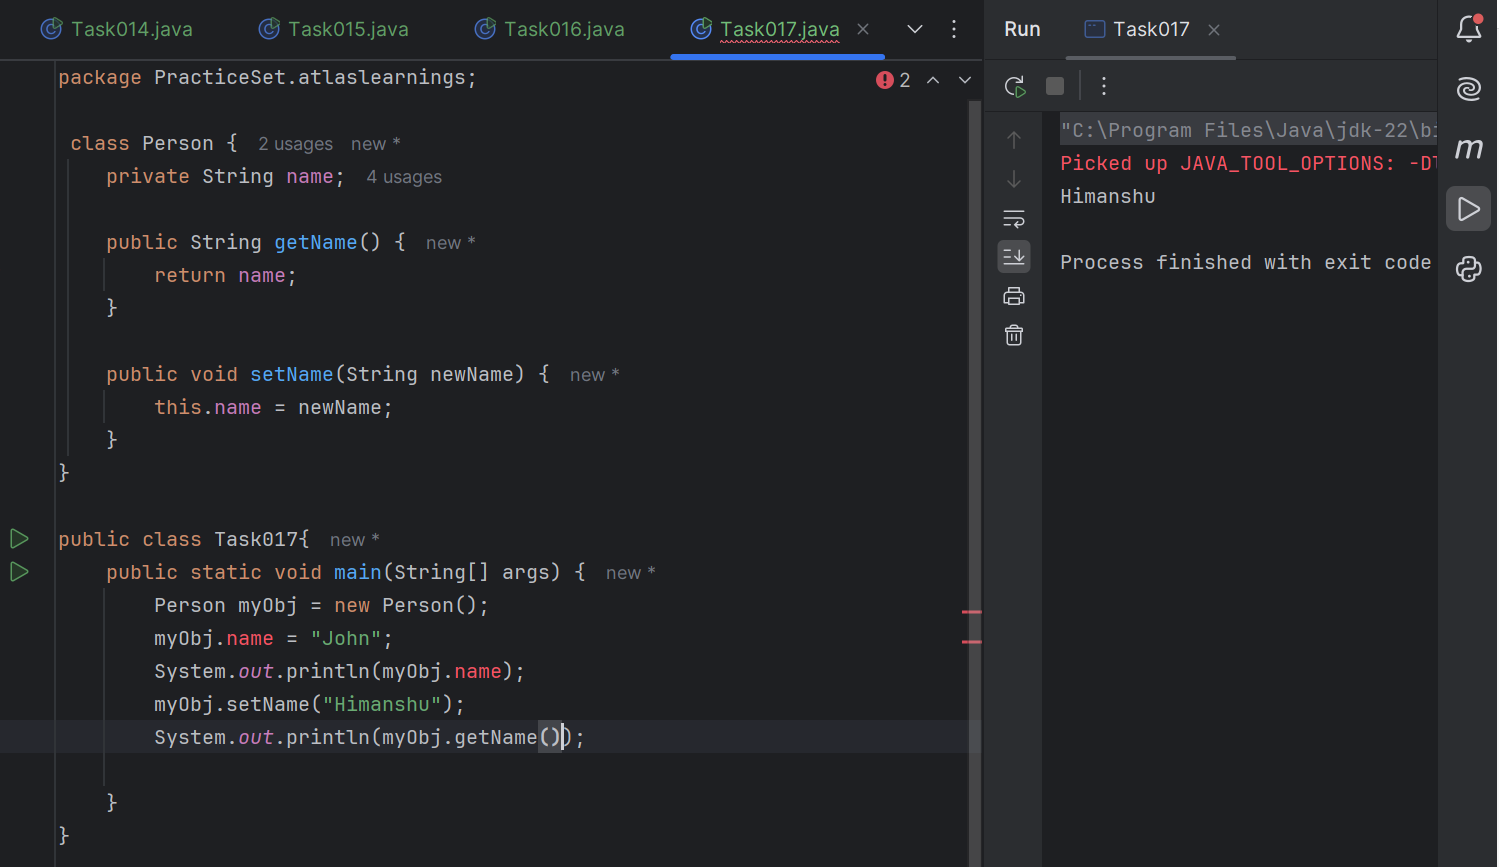 Task014.java Task015.java Task016.java Task017.java
Run Task017
2
package PracticeSet.atlaslearnings;
class Person { 2 usages new *
private String name; 4 usages
public String getName() { new *
return name;
}
public void setName(String newName) { new *
this.name = newName;
}
}
public class Task017{ new *
public static void main(String[] args) { new *
Person myObj = new Person();
myObj.name = "John";
System.out.println(myObj.name);
myObj.setName("Himanshu");
System.out.println(myObj.getName());
}
}
"C:\Program Files\Java\jdk-22\bi
Picked up JAVA_TOOL_OPTIONS: -DT
Himanshu
Process finished with exit code
m